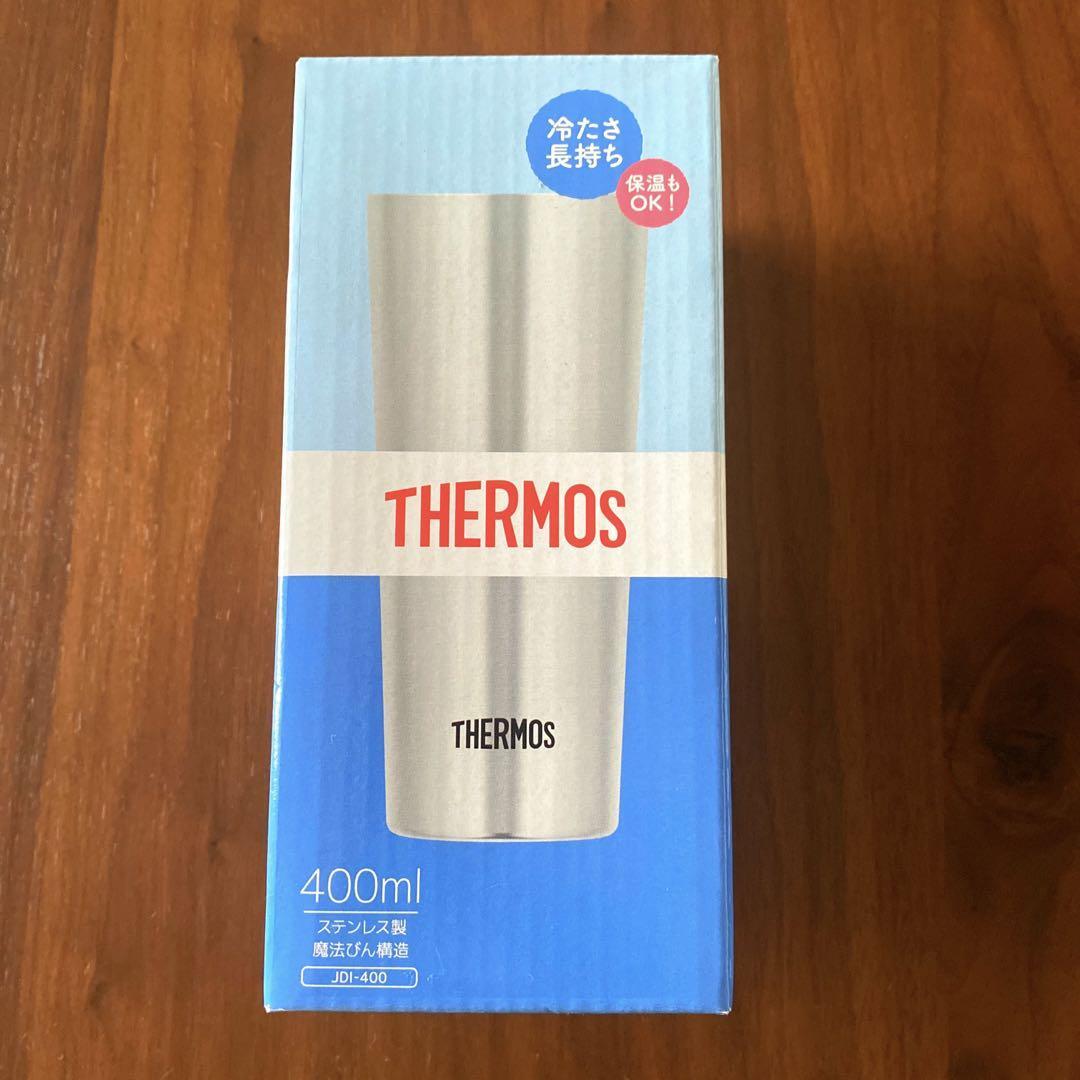 冷たさ
長持ち
保温も
OK!
THERMOS
THERMOS
400ml
ステンレス製
魔法びん構造
JDI-400